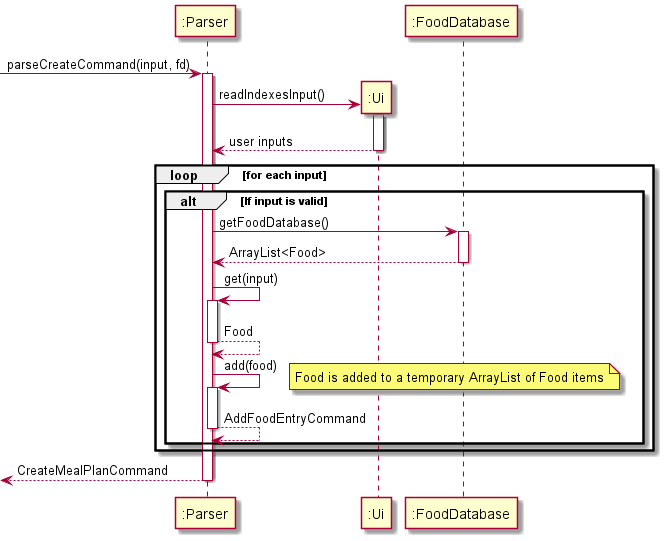 :Parser
:FoodDatabase
parseCreateCommand(input, fd)
readIndexesInput()
:Ui
user inputs
loop
[for each input]
alt
[If input is valid]
getFoodDatabase()
ArrayList<Food>
get(input)
Food
add(food)
Food is added to a temporary ArrayList of Food items
AddFoodEntryCommand
CreateMealPlanCommand
:Parser
:Ui
:FoodDatabase